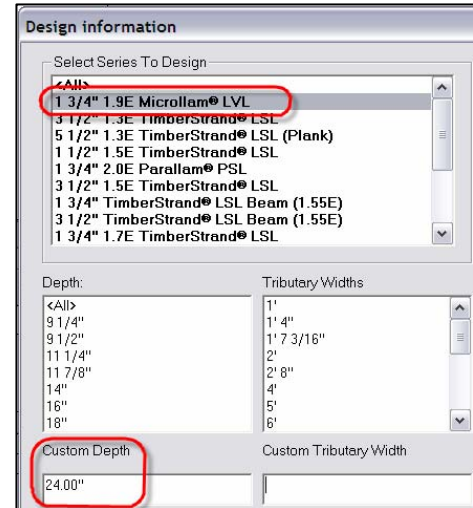 Design information
Select Series To Design
<All>
1 3/4" 1.9E Microllam® LVL
3 1/2" 1.3E TimberStrand® LSL
5 1/2" 1.3E TimberStrand® LSL (Plank)
1 1/2" 1.5E TimberStrand® LSL
1 3/4" 2.0E Parallam® PSL
3 1/2" 1.5E TimberStrand® LSL
1 3/4" TimberStrand® LSL Beam (1.55E)
3 1/2" TimberStrand® LSL Beam (1.55E)
1 3/4" 1.7E TimberStrand® LSL
Depth:
<All>
9 1/4"
9 1/2"
11 1/4"
11 7/8"
14"
16"
18"
Tributary Widths
1'
1' 4"
1' 7 3/16"
2'
2' 8"
4'
5'
6'
Custom Depth
24.00"
Custom Tributary Width